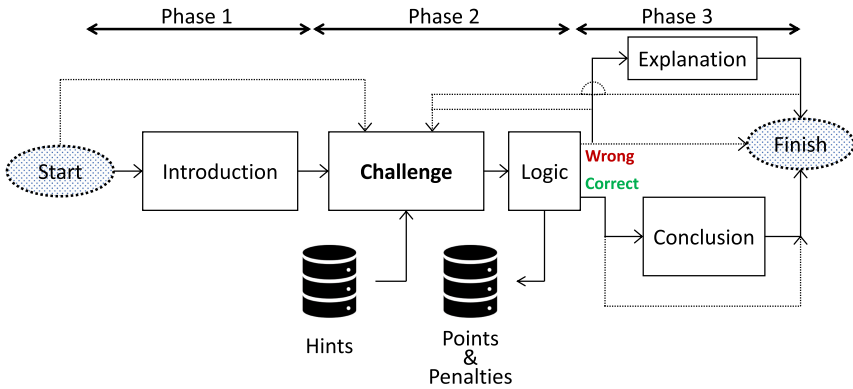 Phase 1
Phase 2
Phase 3
Explanation
Start
Introduction
Challenge
Logic
Wrong
Correct
Finish
Conclusion
Hints
Points
&
Penalties